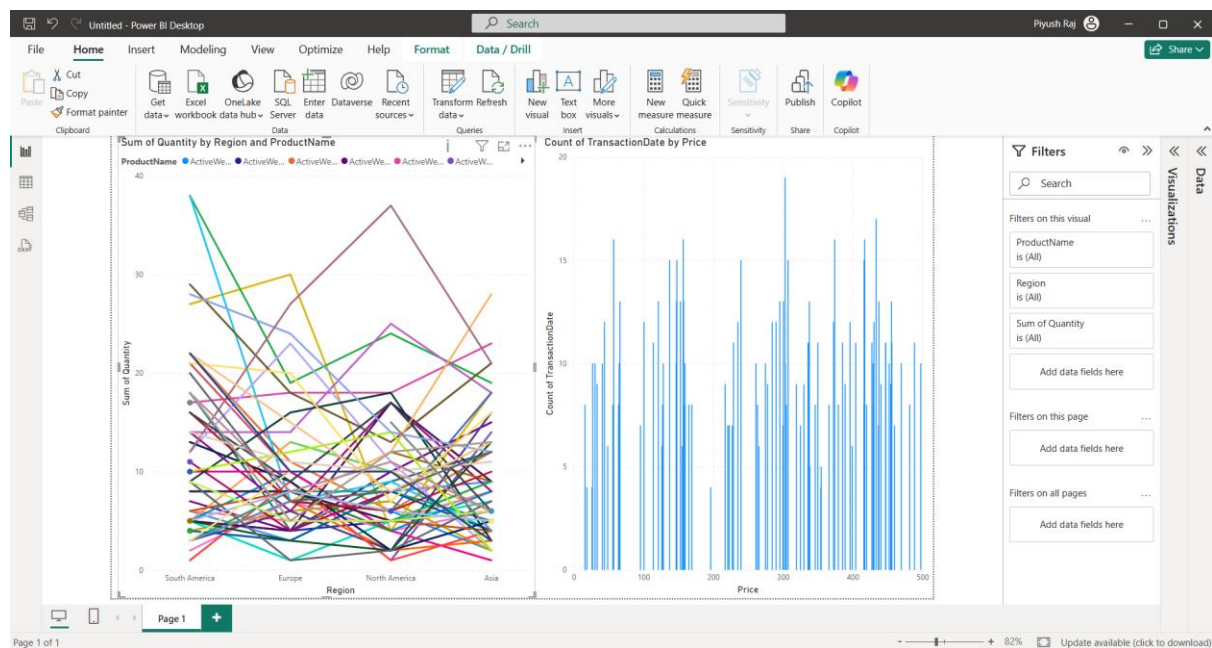 Untitled - Power BI Desktop
Search
Piyush Raj
File Home Insert Modeling View Optimize Help Format Data / Drill
Share
Paste
Cut
Copy
Format painter
Clipboard
Get data
Excel workbook
OneLake data hub
SQL Server
Enter data
Dataverse
Recent sources
Data
Transform data
Refresh
Queries
New visual
Text box
More visuals
Insert
New measure
Quick measure
Calculations
Sensitivity
Sensitivity
Publish
Share
Copilot
Copilot
Sum of Quantity by Region and ProductName
ProductName ActiveWe... ActiveWe... ActiveWe... ActiveWe... ActiveWe... ActiveW...
40
30
20
10
0
Sum of Quantity
South America Europe North America Asia
Region
Count of TransactionDate by Price
20
15
10
5
0
Count of TransactionDate
0 100 200 300 400 500
Price
Filters
Search
Filters on this visual ...
ProductName
is (All)
Region
is (All)
Sum of Quantity
is (All)
Add data fields here
Filters on this page ...
Add data fields here
Filters on all pages ...
Add data fields here
Visualizations
Data
Page 1
Page 1 of 1
82%
Update available (click to download)